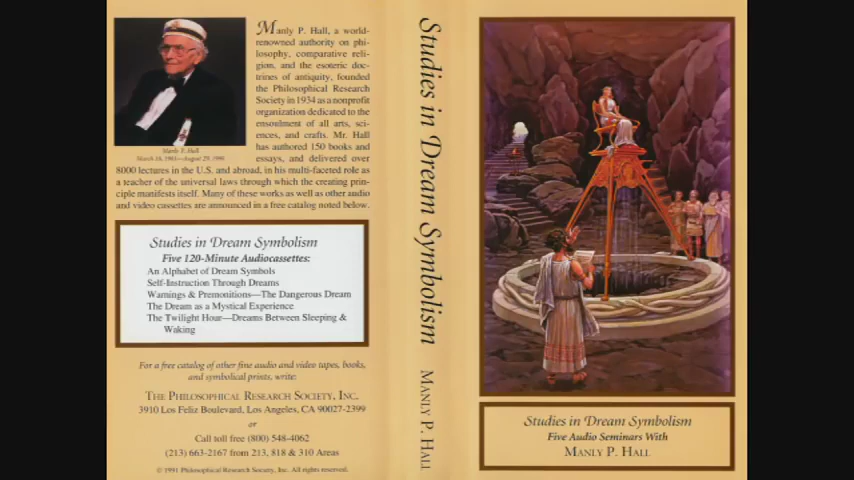 Manly P. Hall, a world-
renowned authority on phi-
losophy, comparative reli-
gion, and the esoteric doc-
trines of antiquity, founded
the Philosophical Research
Society in 1934 as a nonprofit
organization dedicated to the
ensoulment of all arts, sci-
ences, and crafts. Mr. Hall
has authored 150 books and
essays, and delivered over
8000 lectures in the U.S. and abroad, in his multi-faceted role as
a teacher of the universal laws through which the creating prin-
ciple manifests itself. Many of these works as well as other audio
and video cassettes are announced in a free catalog noted below.
Manly P. Hall
March 18, 1901—August 29, 1990
Studies in Dream Symbolism
Five 120-Minute Audiocassettes:
An Alphabet of Dream Symbols
Self-Instruction Through Dreams
Warnings & Premonitions—The Dangerous Dream
The Dream as a Mystical Experience
The Twilight Hour—Dreams Between Sleeping &
Waking
For a free catalog of other fine audio and video tapes, books,
and symbolical prints, write:
THE PHILOSOPHICAL RESEARCH SOCIETY, INC.
3910 Los Feliz Boulevard, Los Angeles, CA 90027-2399
or
Call toll free (800) 548-4062
(213) 663-2167 from 213, 818 & 310 Areas
© 1991 Philosophical Research Society, Inc. All rights reserved.
Studies in Dream Symbolism MANLY P. HALL
Studies in Dream Symbolism
Five Audio Seminars With
MANLY P. HALL